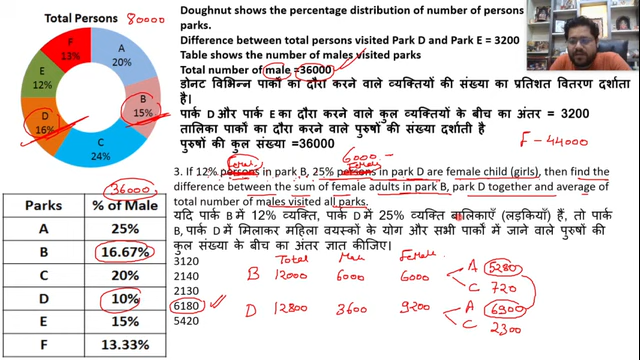 Total Persons 80000
F
13%
A
20%
E
12%
B
15%
D
16%
C
24%
Doughnut shows the percentage distribution of number of persons
parks.
Difference between total persons visited Park D and Park E = 3200
Table shows the number of males visited parks
Total number of male =36000
डोनट विभिन्न पार्कों का दौरा करने वाले व्यक्तियों की संख्या का प्रतिशत वितरण दर्शाता
है।
पार्क D और पार्क E का दौरा करने वाले कुल व्यक्तियों के बीच का अंतर = 3200
तालिका पार्कों का दौरा करने वाले पुरुषों की संख्या दर्शाती है
पुरुषों की कुल संख्या =36000
F - 44000
6000
Female
Female
3. If 12% persons in park B, 25% persons in park D are female child (girls), then find the
difference between the sum of female adults in park B, park D together and average of
total number of males visited all parks.
यदि पार्क B में 12% व्यक्ति, पार्क D में 25% व्यक्ति बालिकाएँ (लड़कियाँ) हैं, तो पार्क
B, पार्क D में मिलाकर महिला वयस्कों के योग और सभी पार्कों में जाने वाले पुरुषों की
कुल संख्या के बीच का अंतर ज्ञात कीजिए।
3120
2140
2130
6180
5420
36000
Parks % of Male
A 25%
B 16.67%
C 20%
D 10%
E 15%
F 13.33%
Total Male Female
B 12000 6000 6000 A 5280
C 720
D 12800 3600 9200 A 6900
C 2300